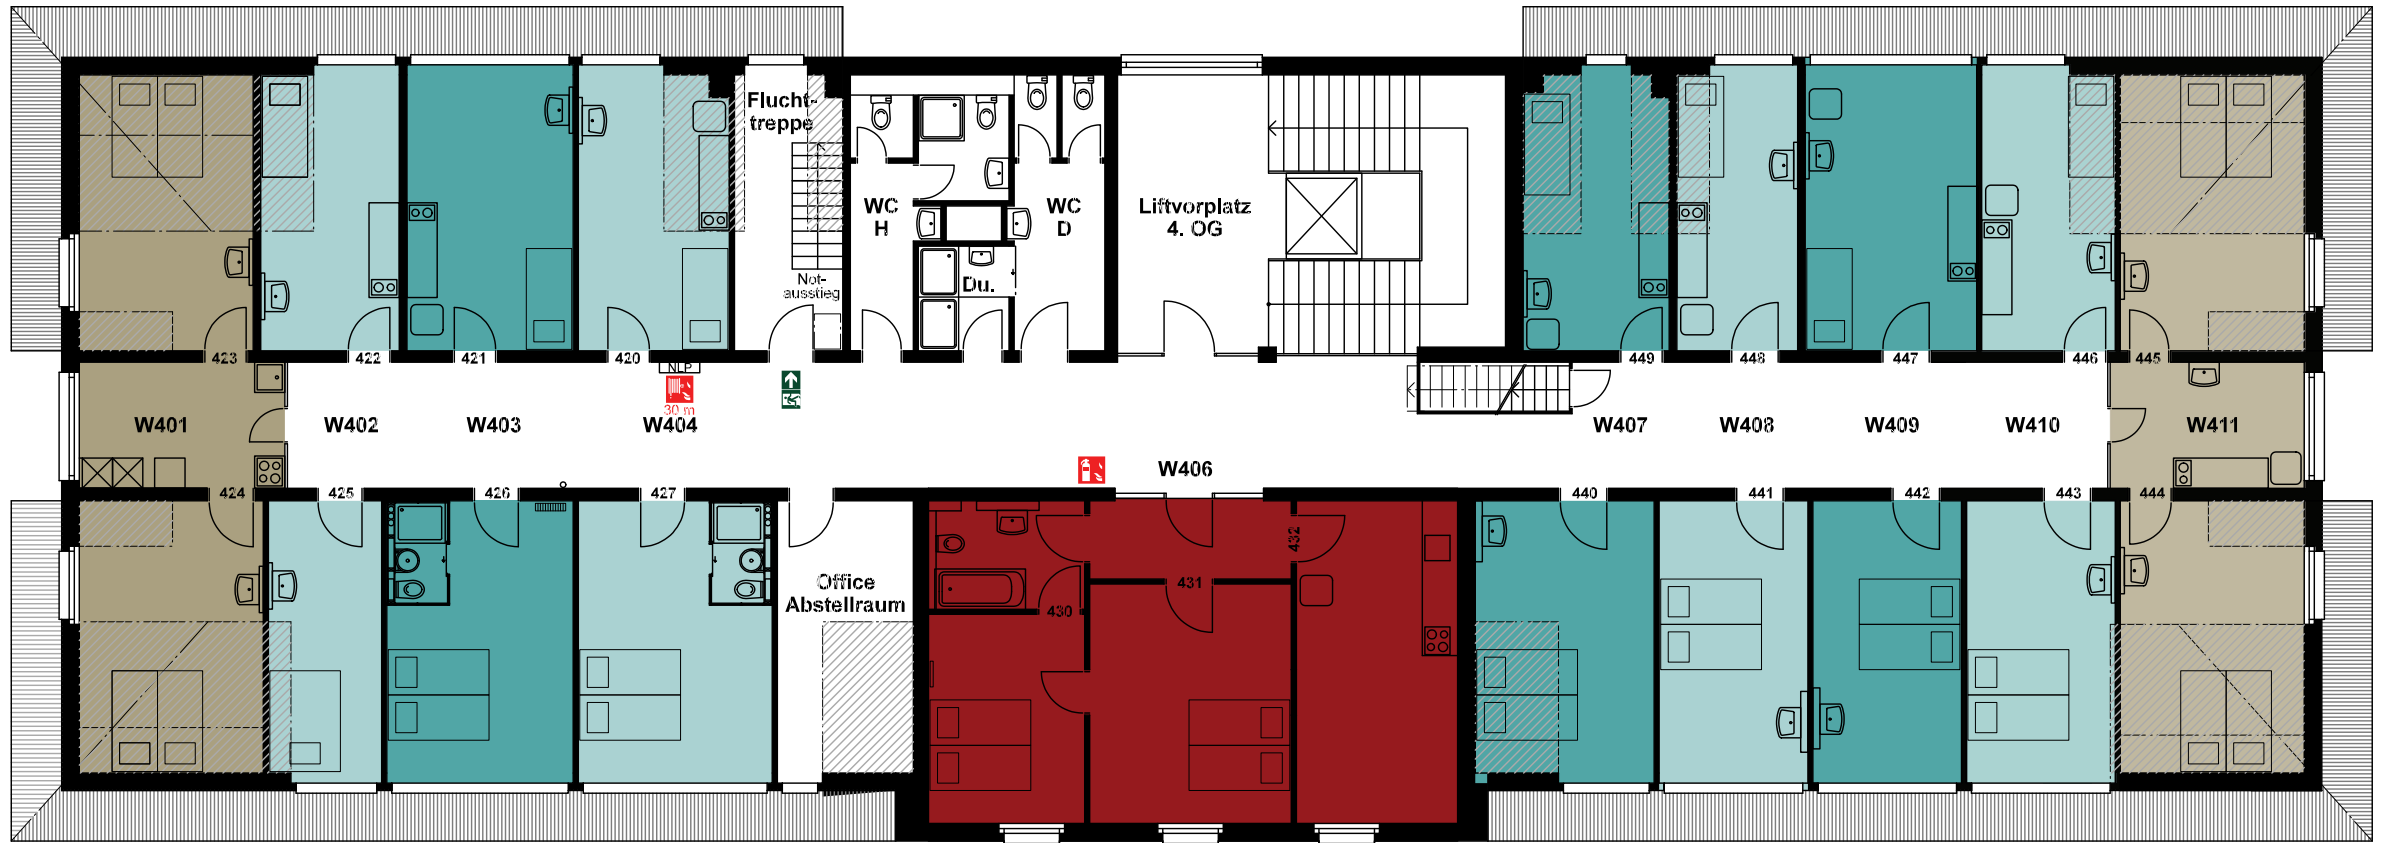 Flucht-
treppe
WC
H
WC
D
Liftvorplatz
4. OG
Not-
ausstieg
Du.
423
422
421
420
449
448
447
446
445
NLP
30 m
W401
W402
W403
W404
W406
W407
W408
W409
W410
W411
424
425
426
427
440
441
442
443
444
432
431
430
Office
Abstellraum